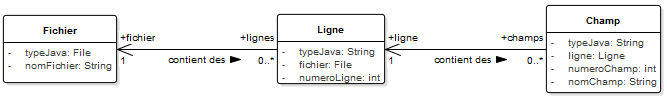 Fichier
- typeJava: File
- nomFichier: String
+fichier
1
contient des
+lignes
0..*
Ligne
- typeJava: String
- fichier: File
- numeroLigne: int
+ligne
1
contient des
+champs
0..*
Champ
- typeJava: String
- ligne: Ligne
- numeroChamp: int
- nomChamp: String